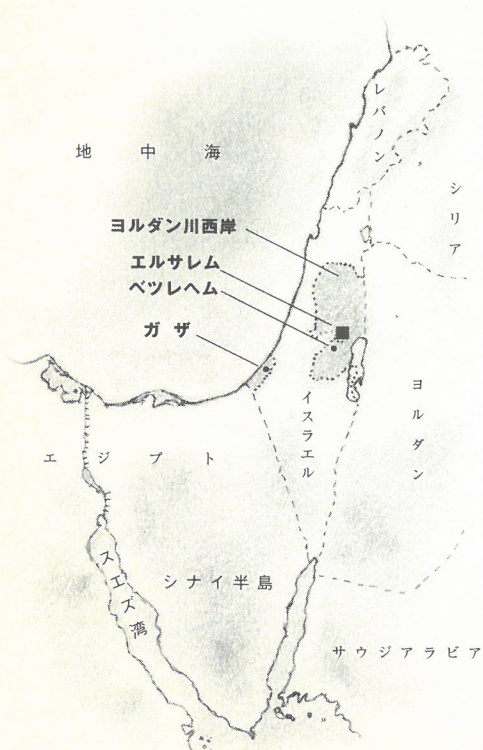 レバノン
地中海
シリア
ヨルダン川西岸
エルサレム
ベツレヘム
ガザ
ヨルダン
イスラエル
エジプト
スエズ湾
シナイ半島
サウジアラビア